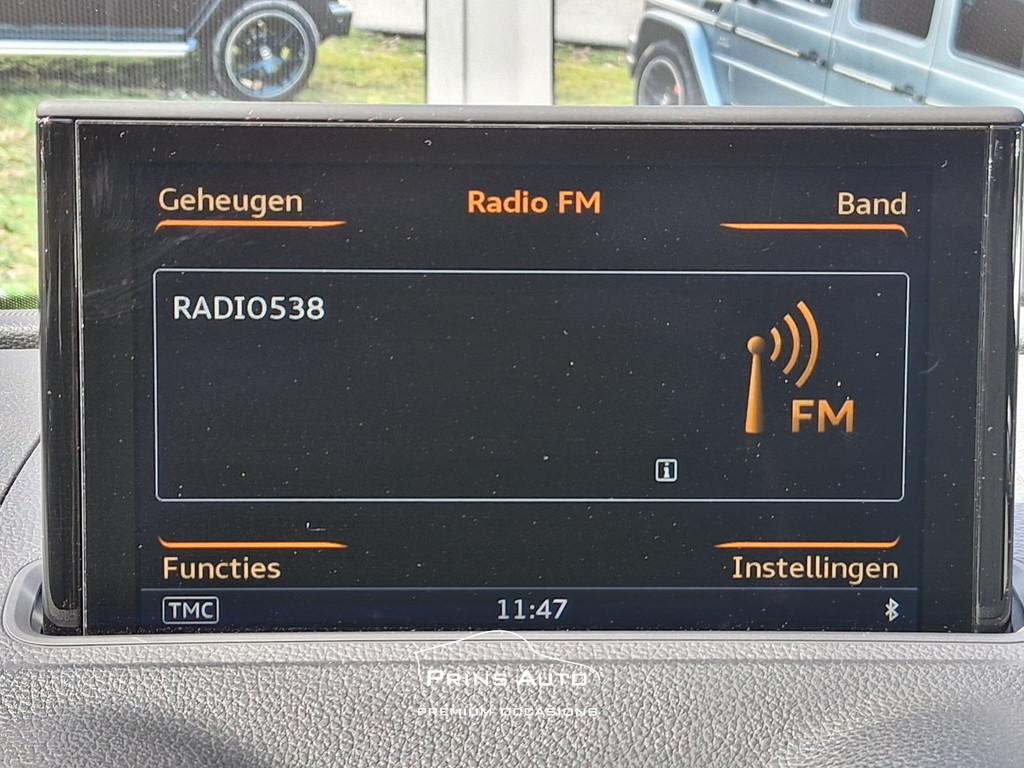 Geheugen Radio FM Band
RADIO538
FM
i
Functies Instellingen
TMC 11:47
PRINS AUTO
PREMIUM OCCASIONS